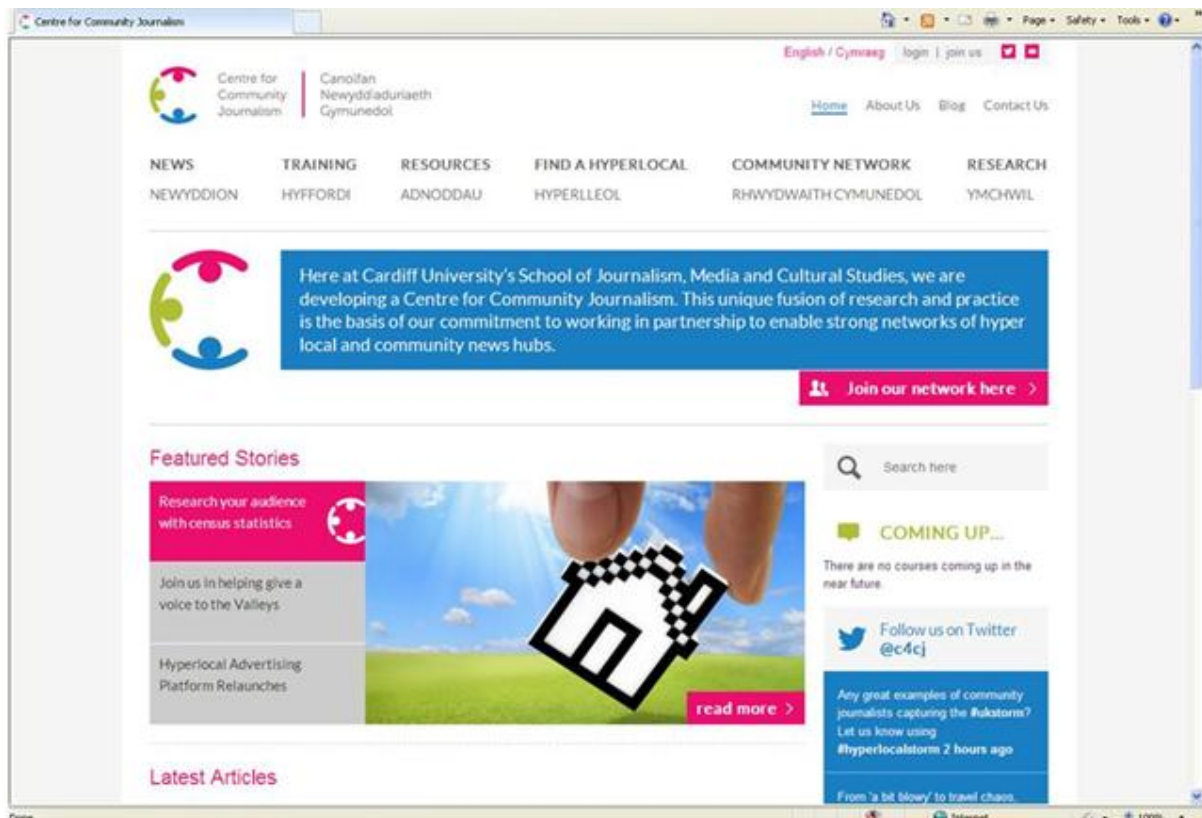 Centre for Community Journalism
Page Safety Tools
English / Cymraeg login | join us
Centre for
Community
Journalism
Canolfan
Newyddiaduriaeth
Gymunedol
Home About Us Blog Contact Us
NEWS TRAINING RESOURCES FIND A HYPERLOCAL COMMUNITY NETWORK RESEARCH
NEWYDDION HYFFORDI ADNODDAU HYPERLLEOL RHWYDWAITH CYMUNEDOL YMCHWIL
Here at Cardiff University's School of Journalism, Media and Cultural Studies, we are
developing a Centre for Community Journalism. This unique fusion of research and practice
is the basis of our commitment to working in partnership to enable strong networks of hyper
local and community news hubs.
Join our network here >
Featured Stories
Research your audience
with census statistics
Join us in helping give a
voice to the Valleys
Hyperlocal Advertising
Platform Relaunches
read more >
Latest Articles
Search here
COMING UP...
There are no courses coming up in the
near future
Follow us on Twitter
@c4cj
Any great examples of community
journalists capturing the #ukstorm?
Let us know using
#hyperlocalstorm 2 hours ago
From 'a bit blowy' to travel chaos,
Done Internet 100%